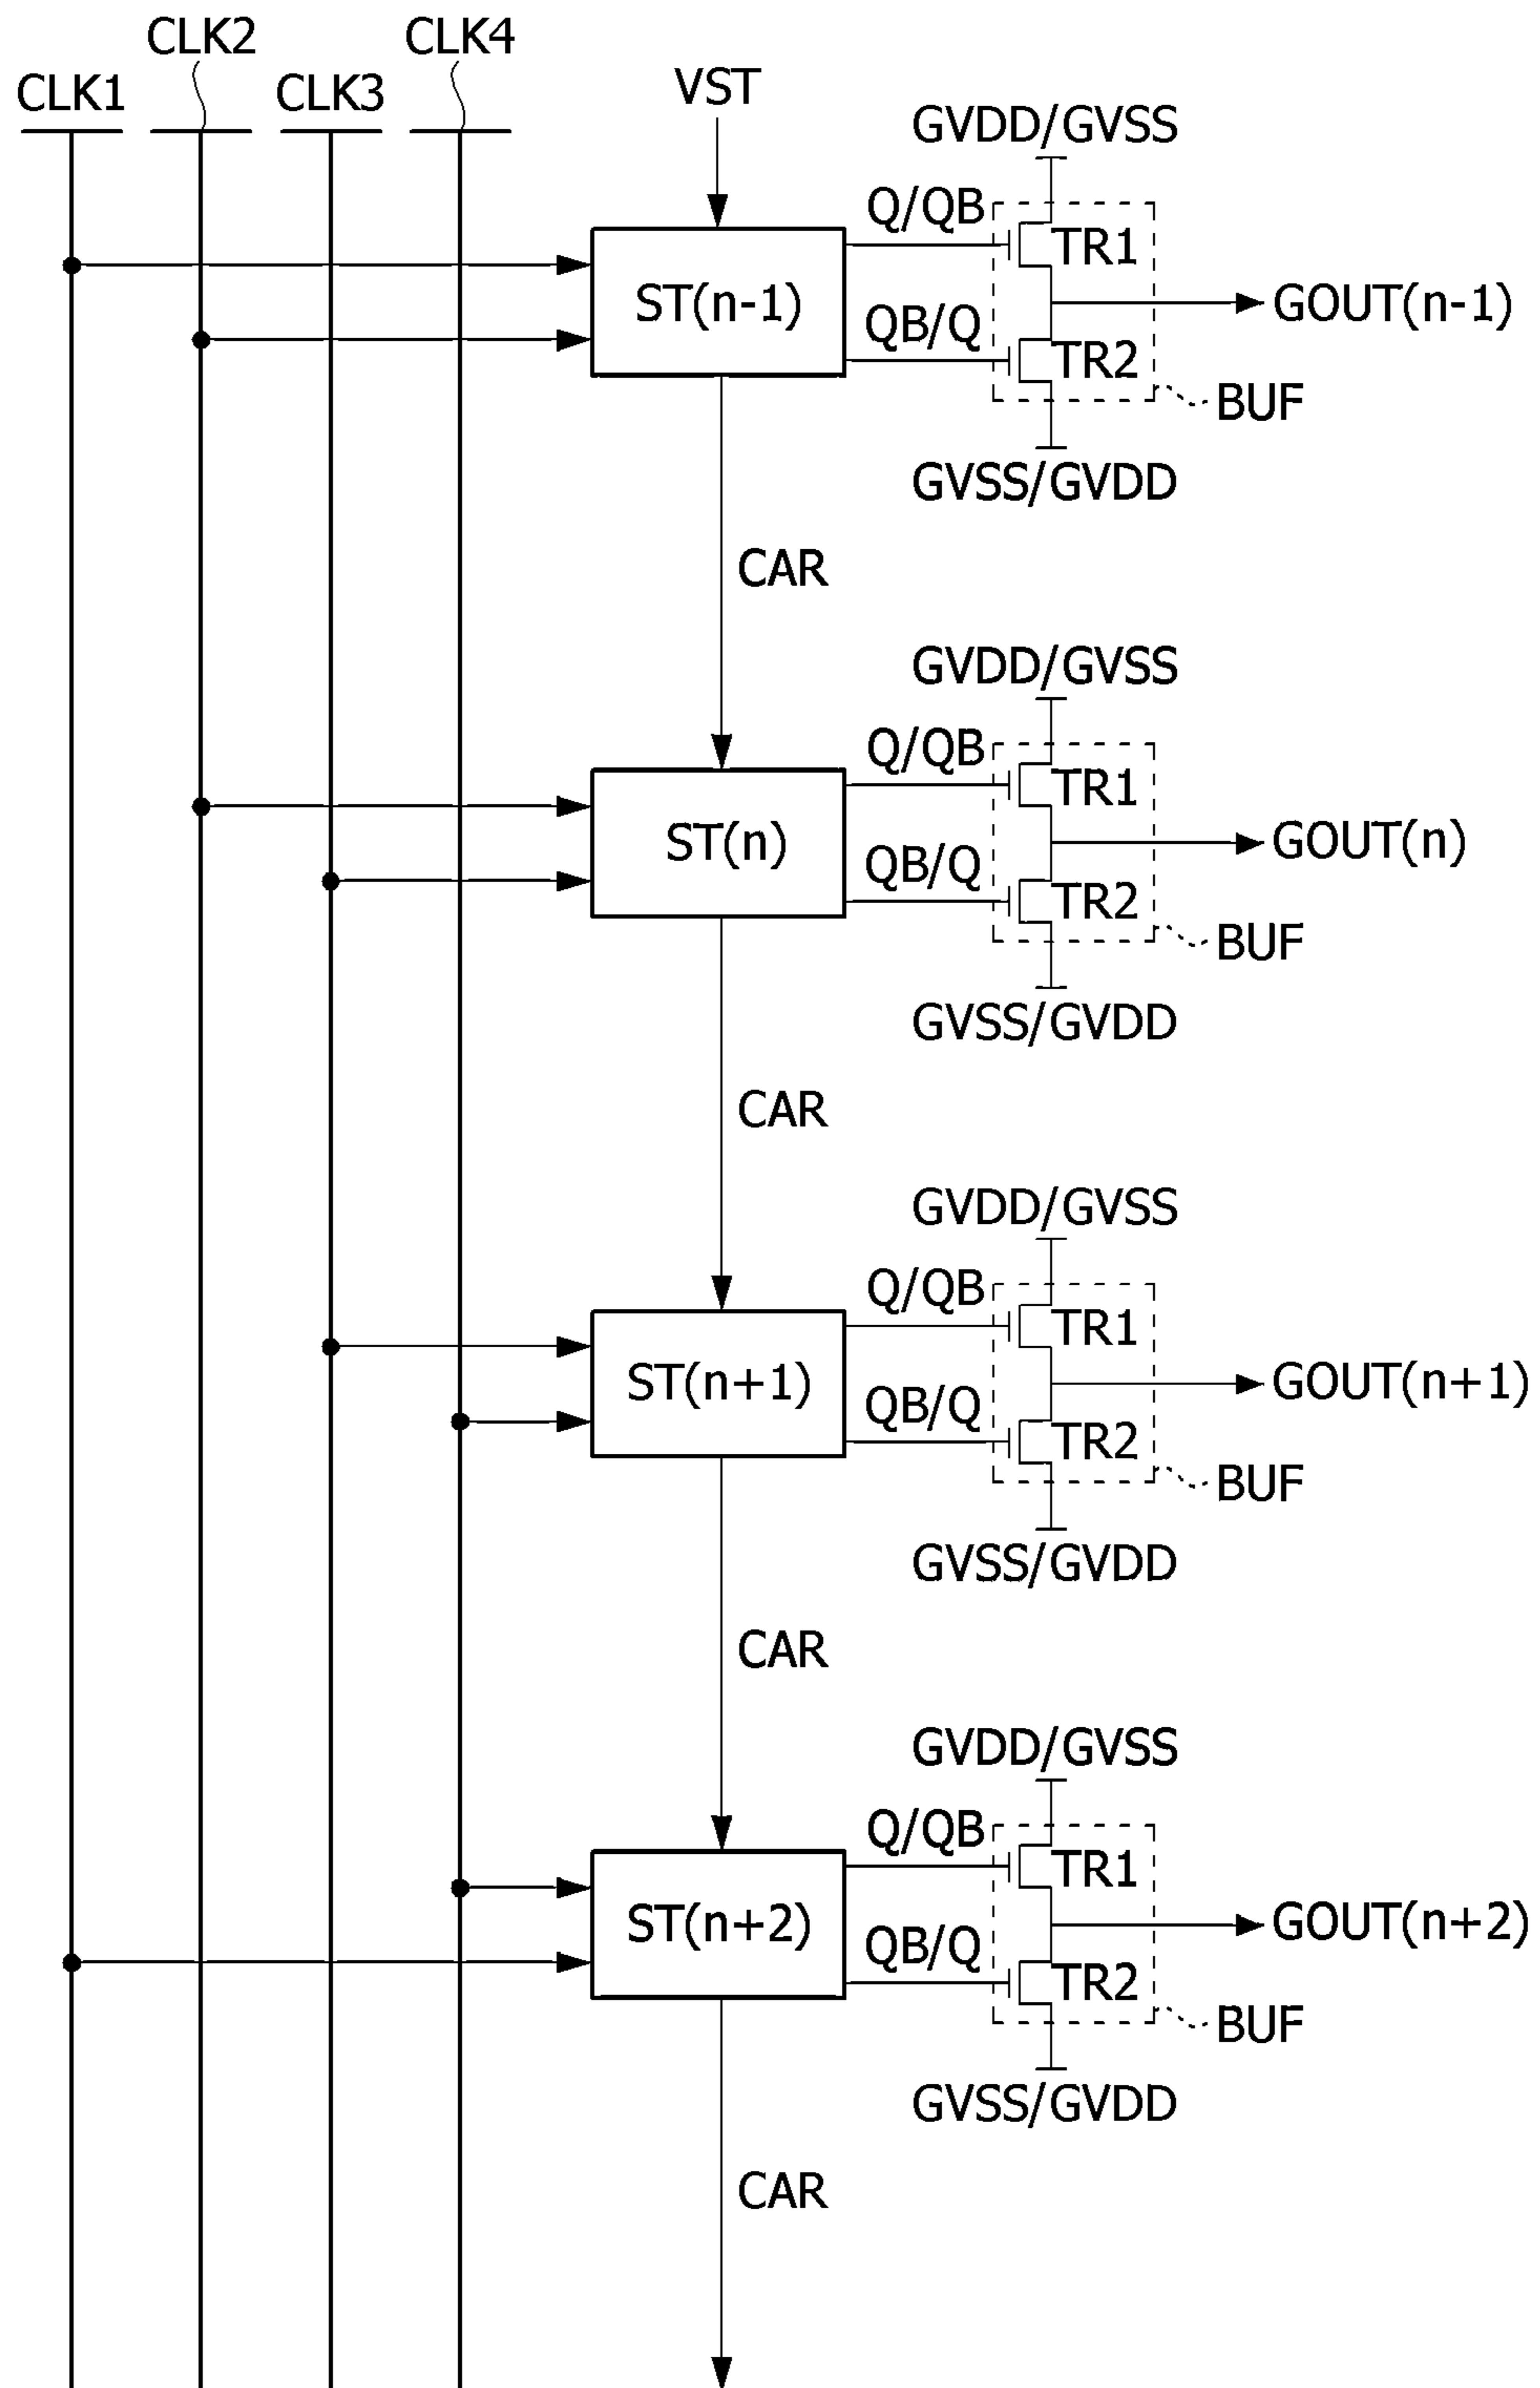 CLK1
CLK2
CLK3
CLK4
VST
GVDD/GVSS
Q/QB
TR1
ST(n-1)
GOUT(n-1)
QB/Q
TR2
BUF
GVSS/GVDD
CAR
GVDD/GVSS
Q/QB
TR1
ST(n)
GOUT(n)
QB/Q
TR2
BUF
GVSS/GVDD
CAR
GVDD/GVSS
Q/QB
TR1
ST(n+1)
GOUT(n+1)
QB/Q
TR2
BUF
GVSS/GVDD
CAR
GVDD/GVSS
Q/QB
TR1
ST(n+2)
GOUT(n+2)
QB/Q
TR2
BUF
GVSS/GVDD
CAR